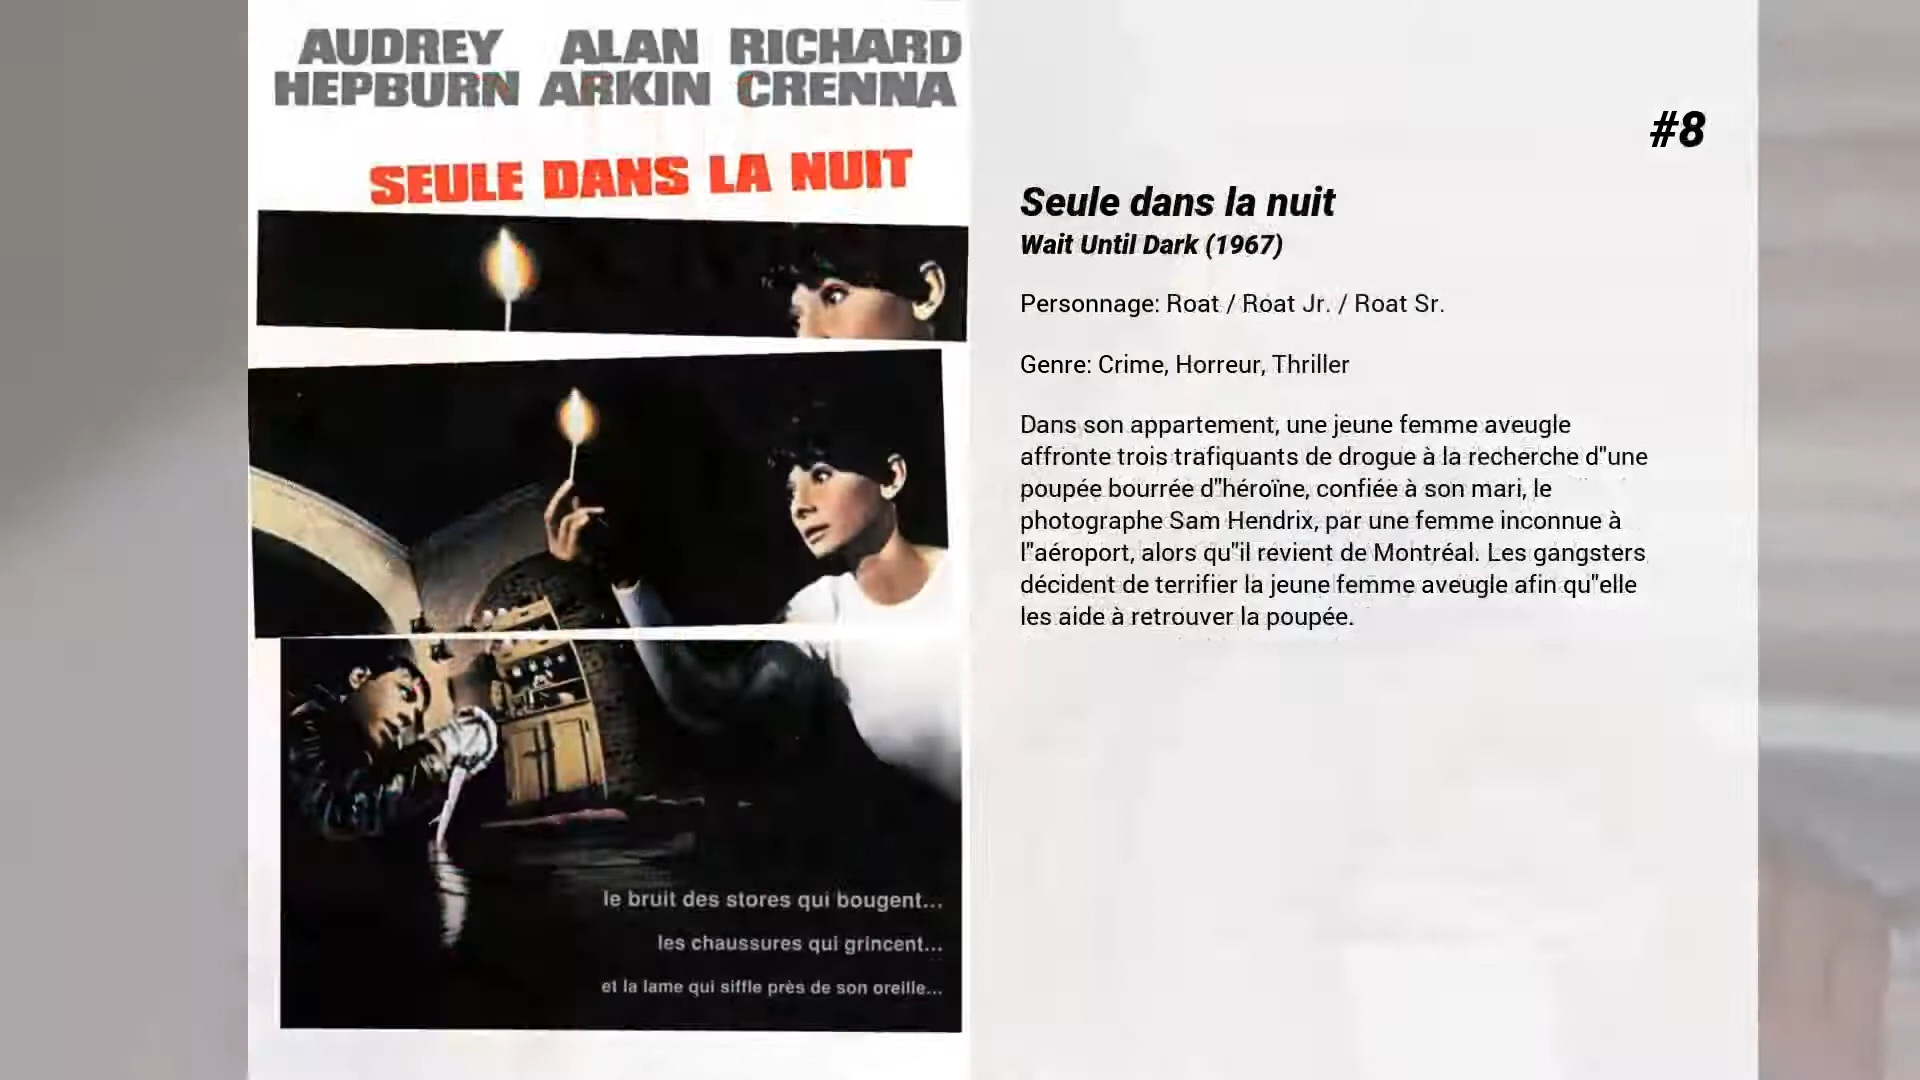 AUDREY ALAN RICHARD
HEPBURN ARKIN CRENNA
SEULE DANS LA NUIT
le bruit des stores qui bougent...
les chaussures qui grincent...
et la lame qui siffle près de son oreille...
#8
Seule dans la nuit
Wait Until Dark (1967)
Personnage: Roat / Roat Jr. / Roat Sr.
Genre: Crime, Horreur, Thriller
Dans son appartement, une jeune femme aveugle
affronte trois trafiquants de drogue à la recherche d"une
poupée bourrée d"héroïne, confiée à son mari, le
photographe Sam Hendrix, par une femme inconnue à
l"aéroport, alors qu"il revient de Montréal. Les gangsters
décident de terrifier la jeune femme aveugle afin qu"elle
les aide à retrouver la poupée.